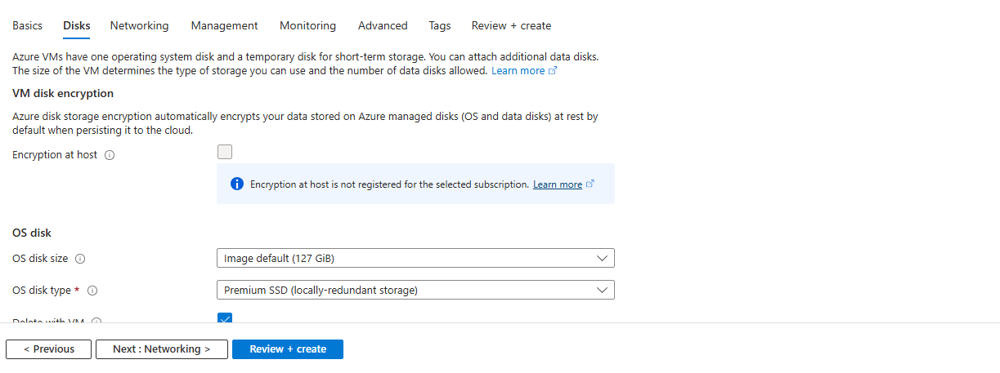 Basics Disks Networking Management Monitoring Advanced Tags Review + create
Azure VMs have one operating system disk and a temporary disk for short-term storage. You can attach additional data disks.
The size of the VM determines the type of storage you can use and the number of data disks allowed. Learn more
VM disk encryption
Azure disk storage encryption automatically encrypts your data stored on Azure managed disks (OS and data disks) at rest by
default when persisting it to the cloud.
Encryption at host
Encryption at host is not registered for the selected subscription. Learn more
OS disk
OS disk size Image default (127 GiB)
OS disk type * Premium SSD (locally-redundant storage)
Delete with VM
< Previous Next : Networking > Review + create